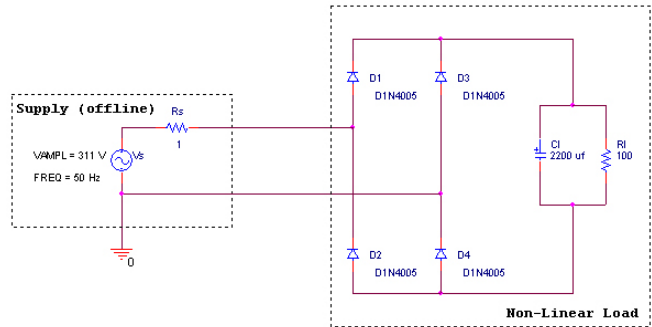 Supply (offline)
Rs
1
VAMPL = 311 V
Vs
FREQ = 50 Hz
0
D1
D1N4005
D3
D1N4005
Cl
2200 uf
Rl
100
D2
D1N4005
D4
D1N4005
Non-Linear Load